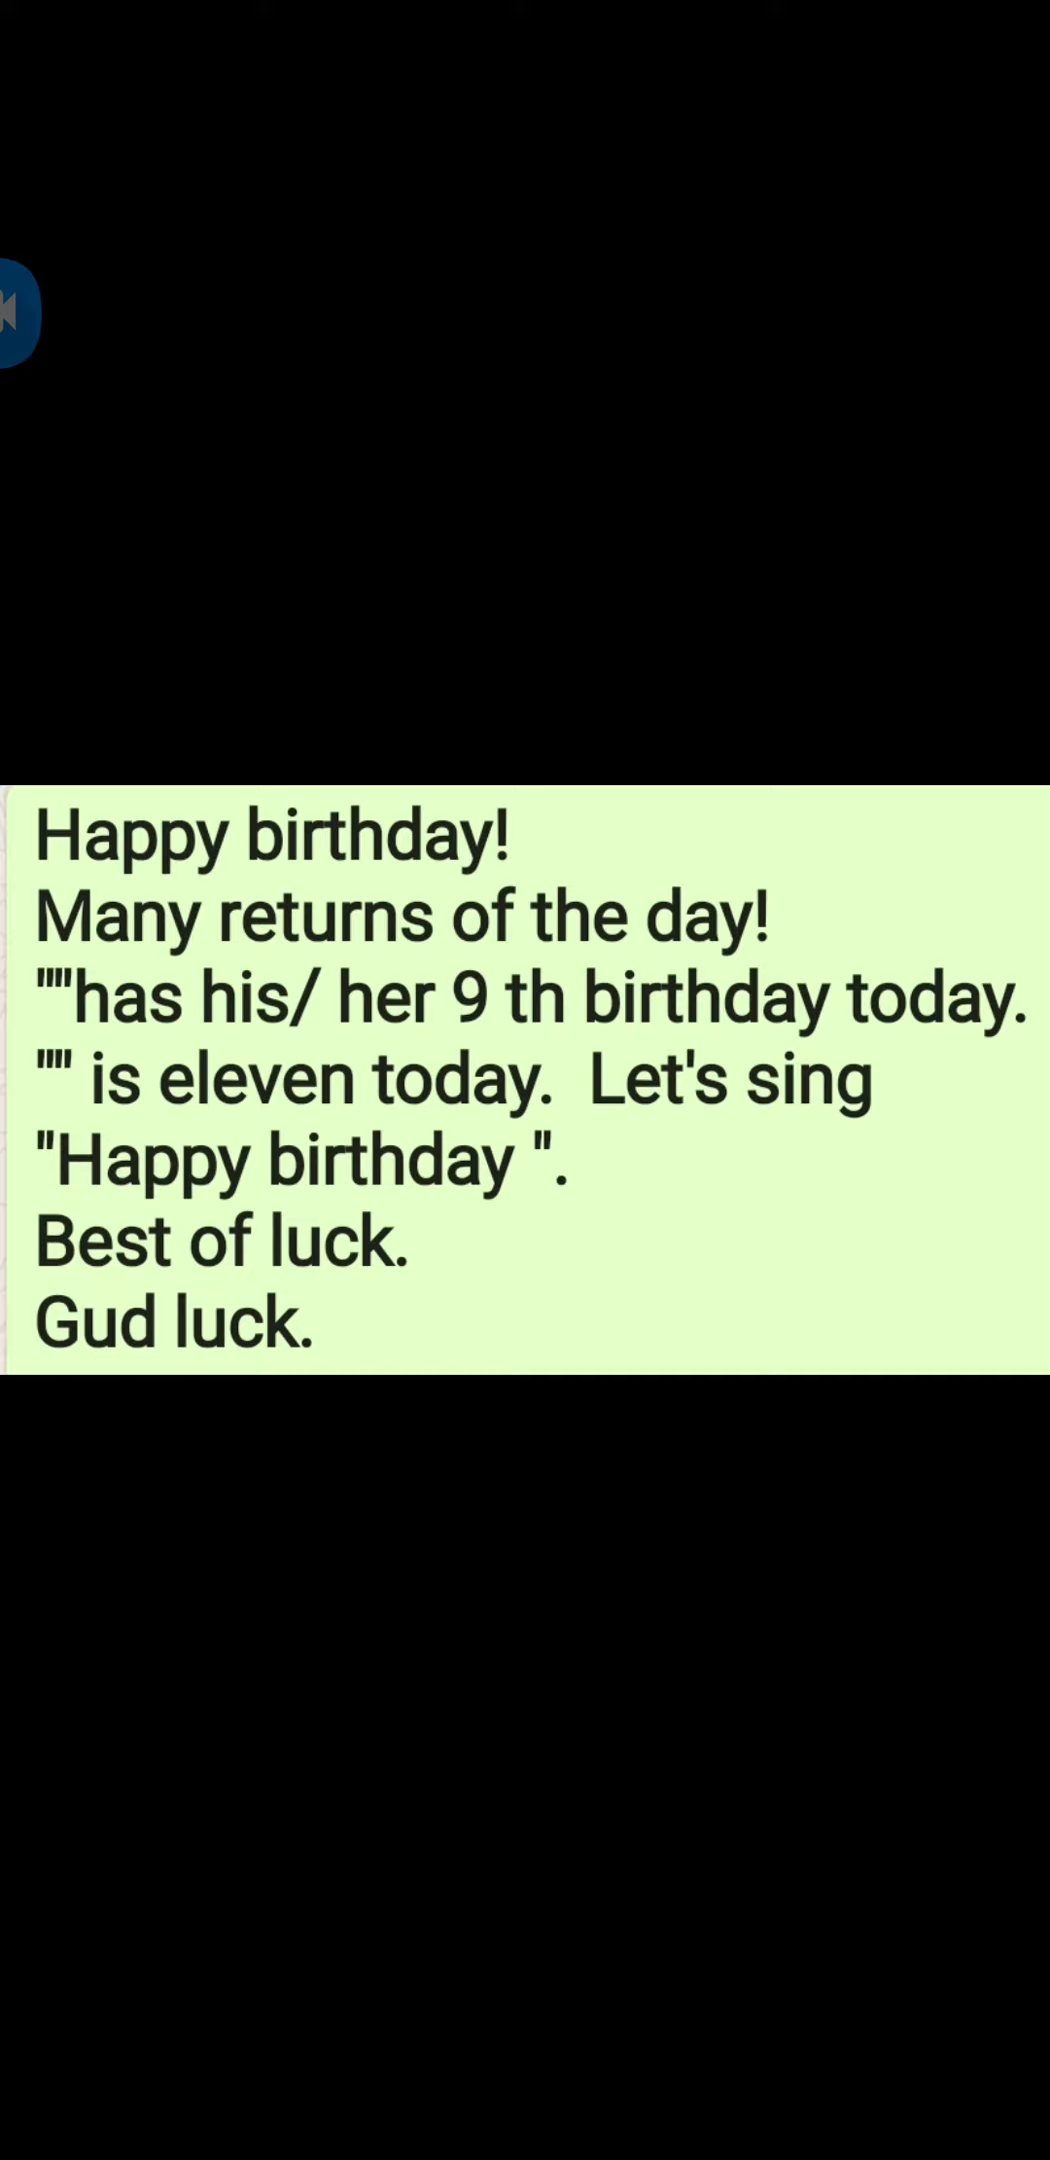 Happy birthday!
Many returns of the day!
""has his/ her 9 th birthday today.
"" is eleven today.  Let's sing
"Happy birthday ".
Best of luck.
Gud luck.